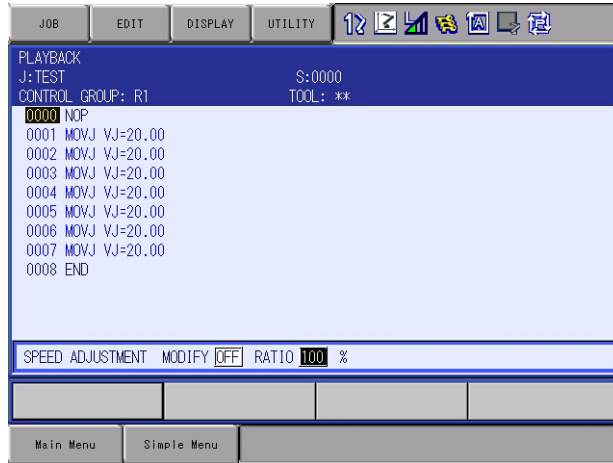 JOB EDIT DISPLAY UTILITY
PLAYBACK
J:TEST S:0000
CONTROL GROUP: R1 TOOL: **
0000 NOP
0001 MOVJ VJ=20.00
0002 MOVJ VJ=20.00
0003 MOVJ VJ=20.00
0004 MOVJ VJ=20.00
0005 MOVJ VJ=20.00
0006 MOVJ VJ=20.00
0007 MOVJ VJ=20.00
0008 END
SPEED ADJUSTMENT MODIFY OFF RATIO 100 %
Main Menu Simple Menu